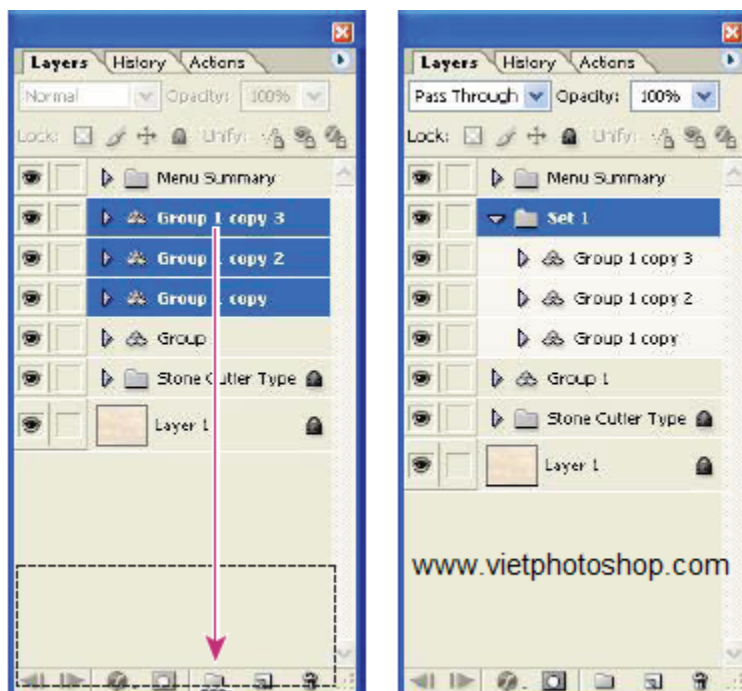 Layers History Actions
Normal Opacity: 100%
Lock: Unify:
Menu Summary
Group 1 copy 3
Group copy 2
Group copy
Group
Stone Cutter Type
Layer 1
Layers History Actions
Pass Through Opacity: 100%
Lock: Unify:
Menu Summary
Set 1
Group 1 copy 3
Group 1 copy 2
Group 1 copy
Group 1
Stone Cutter Type
Layer 1
www.vietphotoshop.com